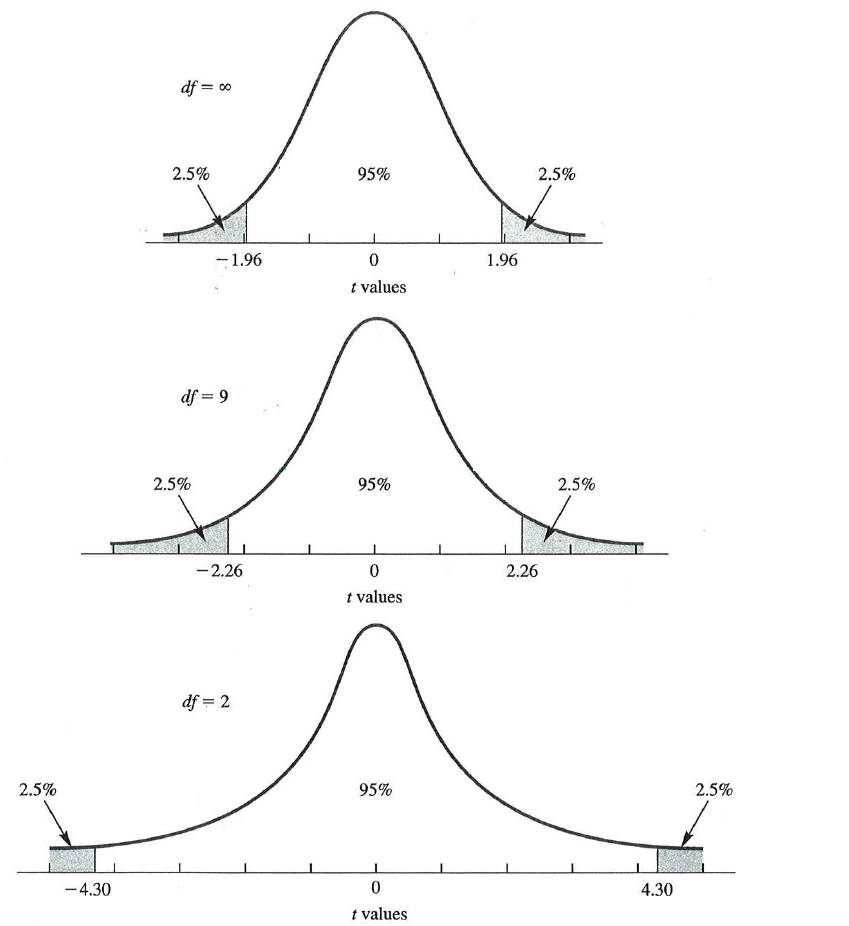 df = ∞
2.5% 95% 2.5%
−1.96 0 1.96
t values
df = 9
2.5% 95% 2.5%
−2.26 0 2.26
t values
df = 2
2.5% 95% 2.5%
−4.30 0 4.30
t values